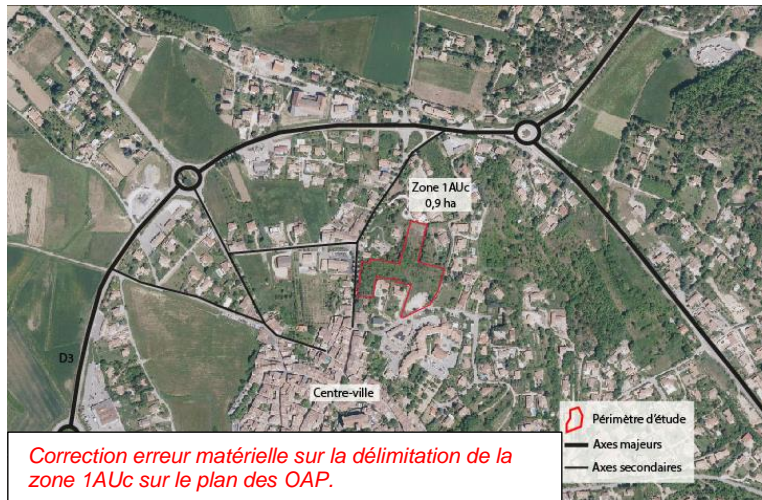 Zone 1AUc
0,9 ha
D3
Centre-ville
Périmètre d'étude
Axes majeurs
Axes secondaires
Correction erreur matérielle sur la délimitation de la
zone 1AUc sur le plan des OAP.